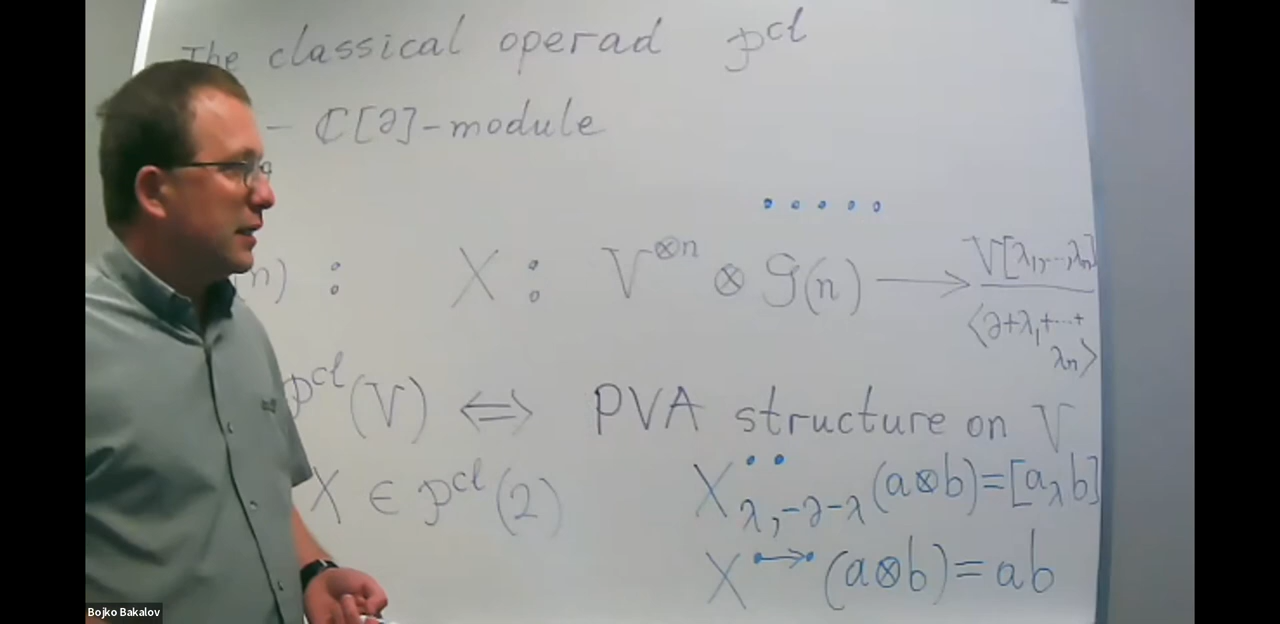 The classical operad 𝒫^cl
– ℂ[∂]-module
n) : X : V^⊗n ⊗ 𝒢(n) ⟶ V[λ₁,…,λₙ] / ⟨∂+λ₁+⋯+λₙ⟩
𝒫^cl(V) ⟺ PVA structure on V
X ∈ 𝒫^cl(2) X^{• •}_{λ,-∂-λ}(a⊗b)=[a_λ b]
X^{•→•}(a⊗b)=ab
Bojko Bakalov